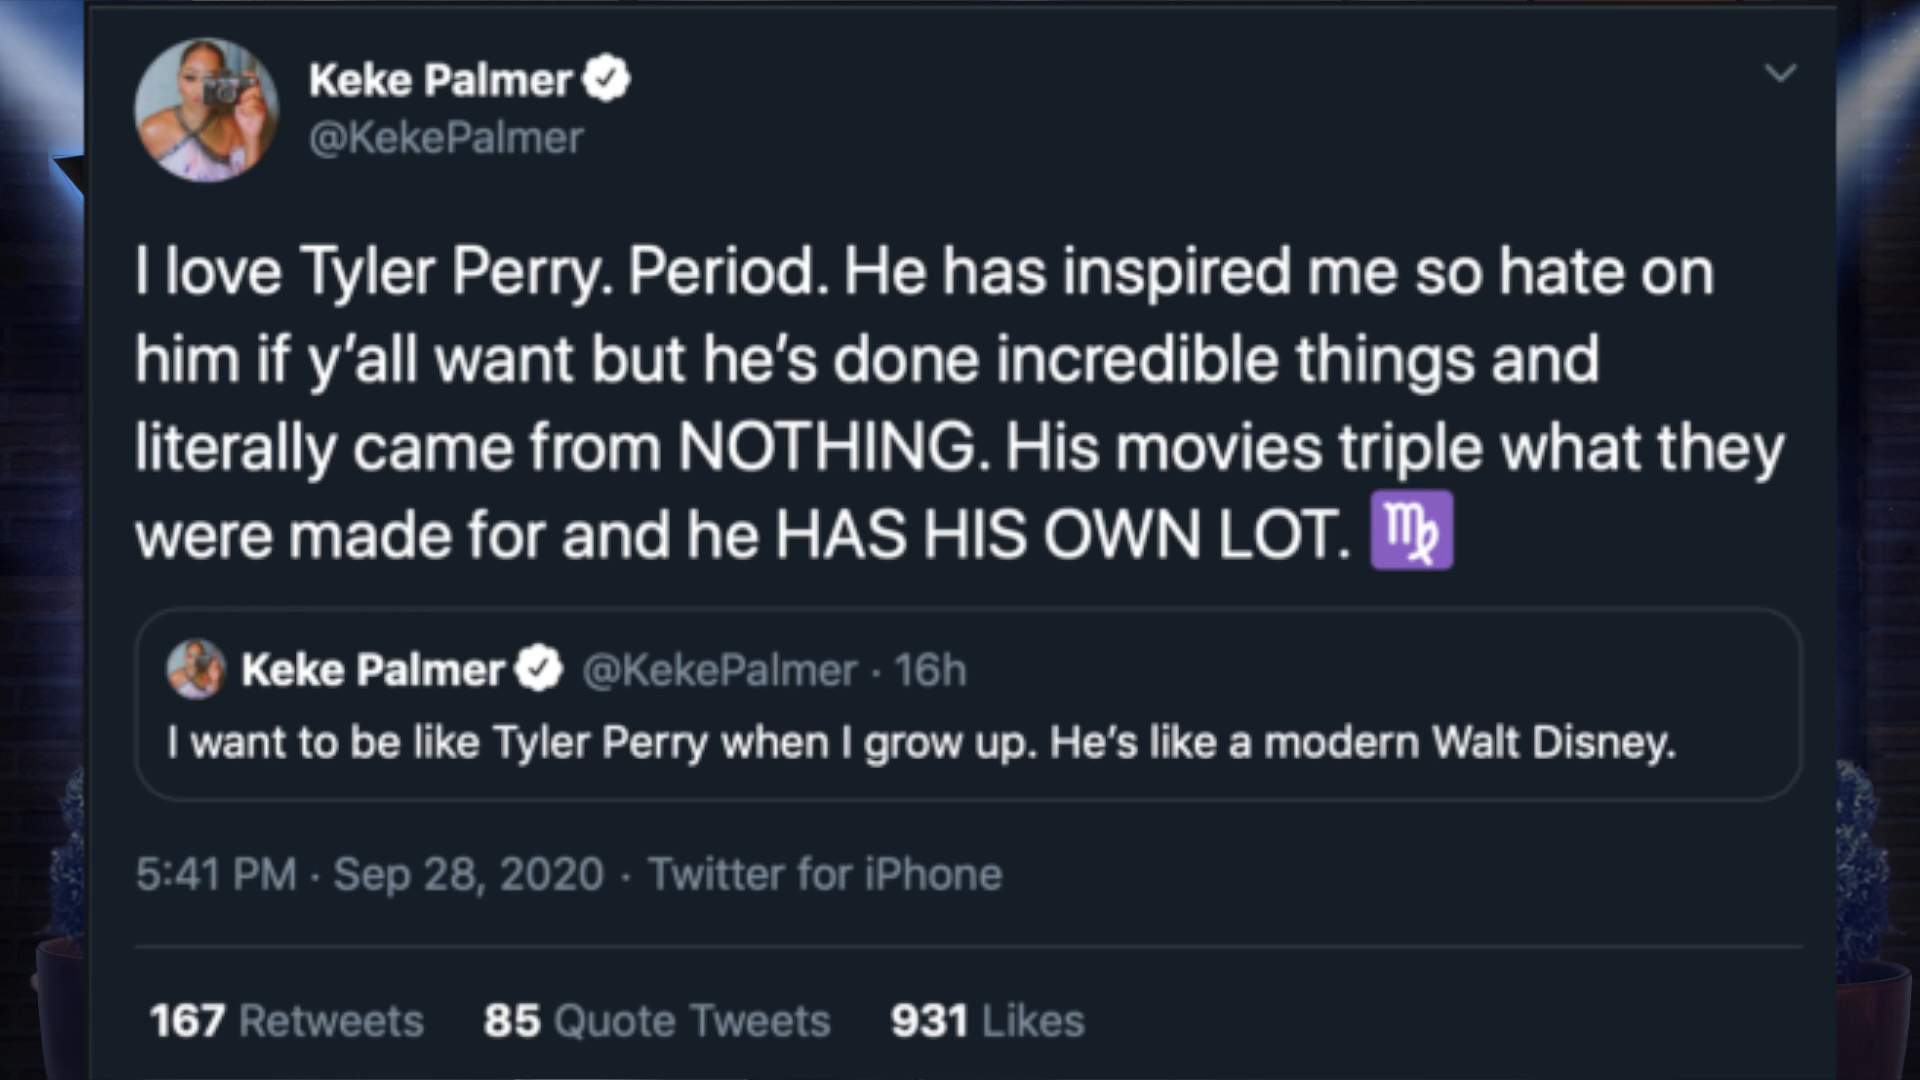 Keke Palmer
@KekePalmer
I love Tyler Perry. Period. He has inspired me so hate on
him if y’all want but he’s done incredible things and
literally came from NOTHING. His movies triple what they
were made for and he HAS HIS OWN LOT. ♍
Keke Palmer @KekePalmer · 16h
I want to be like Tyler Perry when I grow up. He’s like a modern Walt Disney.
5:41 PM · Sep 28, 2020 · Twitter for iPhone
167 Retweets 85 Quote Tweets 931 Likes